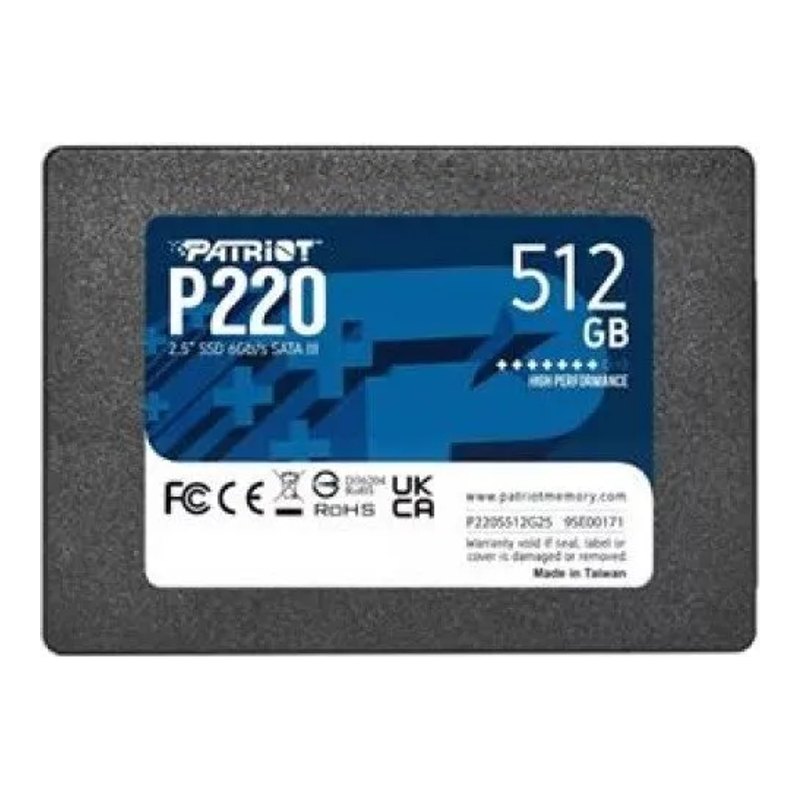 PATRIOT
P220
2.5" SSD 6Gb/s SATA III
512
GB
HIGH PERFORMANCE
FC CE
RoHS
UK
CA
www.patriotmemory.com
P220S512G25 9SE00171
Warranty void if seal, label or
cover is damaged or removed
Made in Taiwan